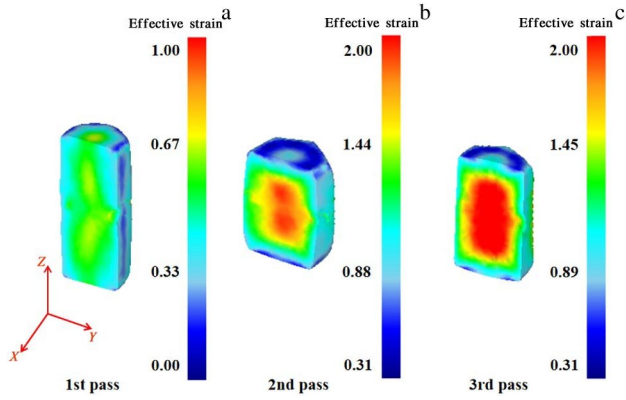 Effective strain a
1.00
0.67
0.33
0.00
Z
X
Y
1st pass
Effective strain b
2.00
1.44
0.88
0.31
2nd pass
Effective strain c
2.00
1.45
0.89
0.31
3rd pass